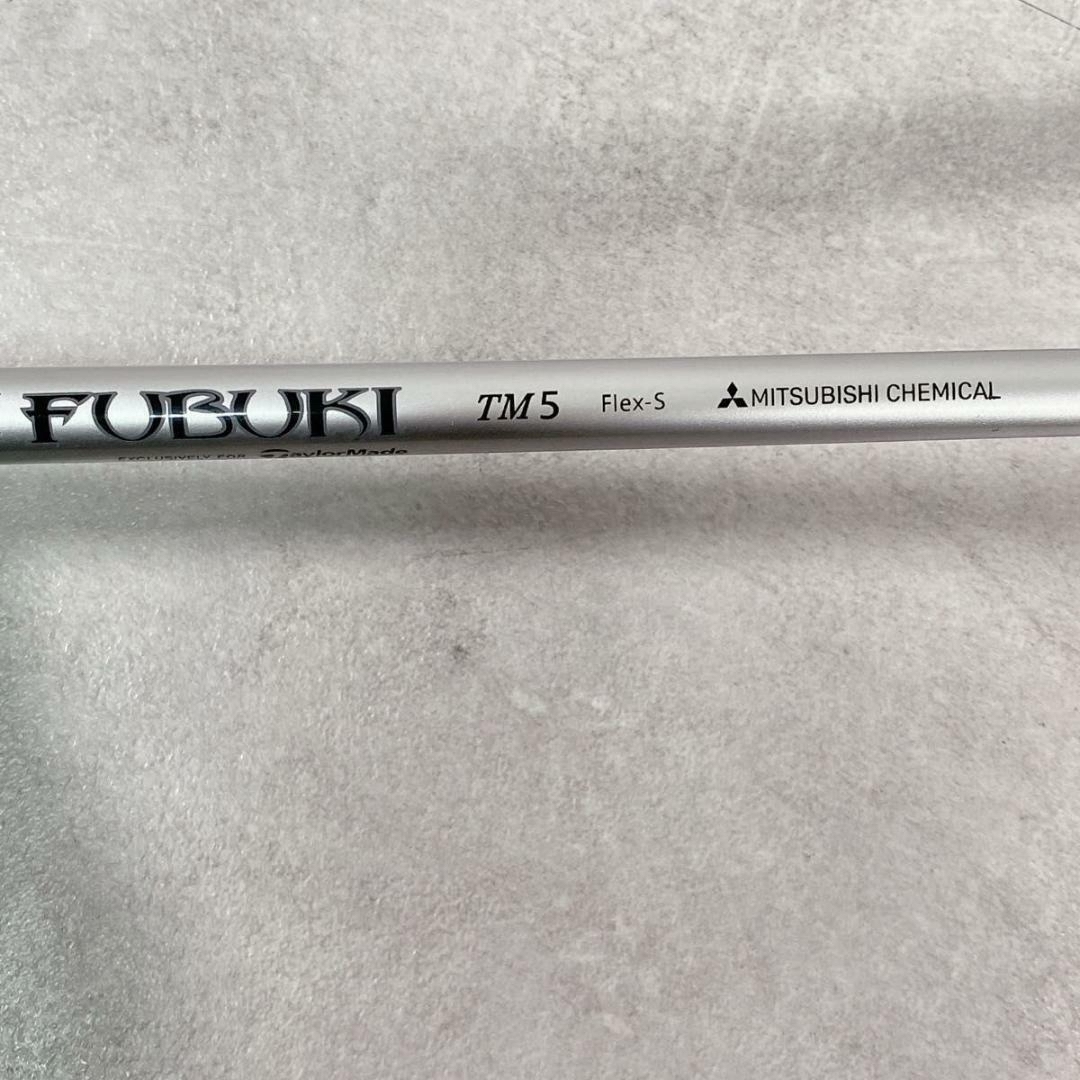 FUBUKI TM5 Flex-S MITSUBISHI CHEMICAL
EXCLUSIVELY FOR TaylorMade